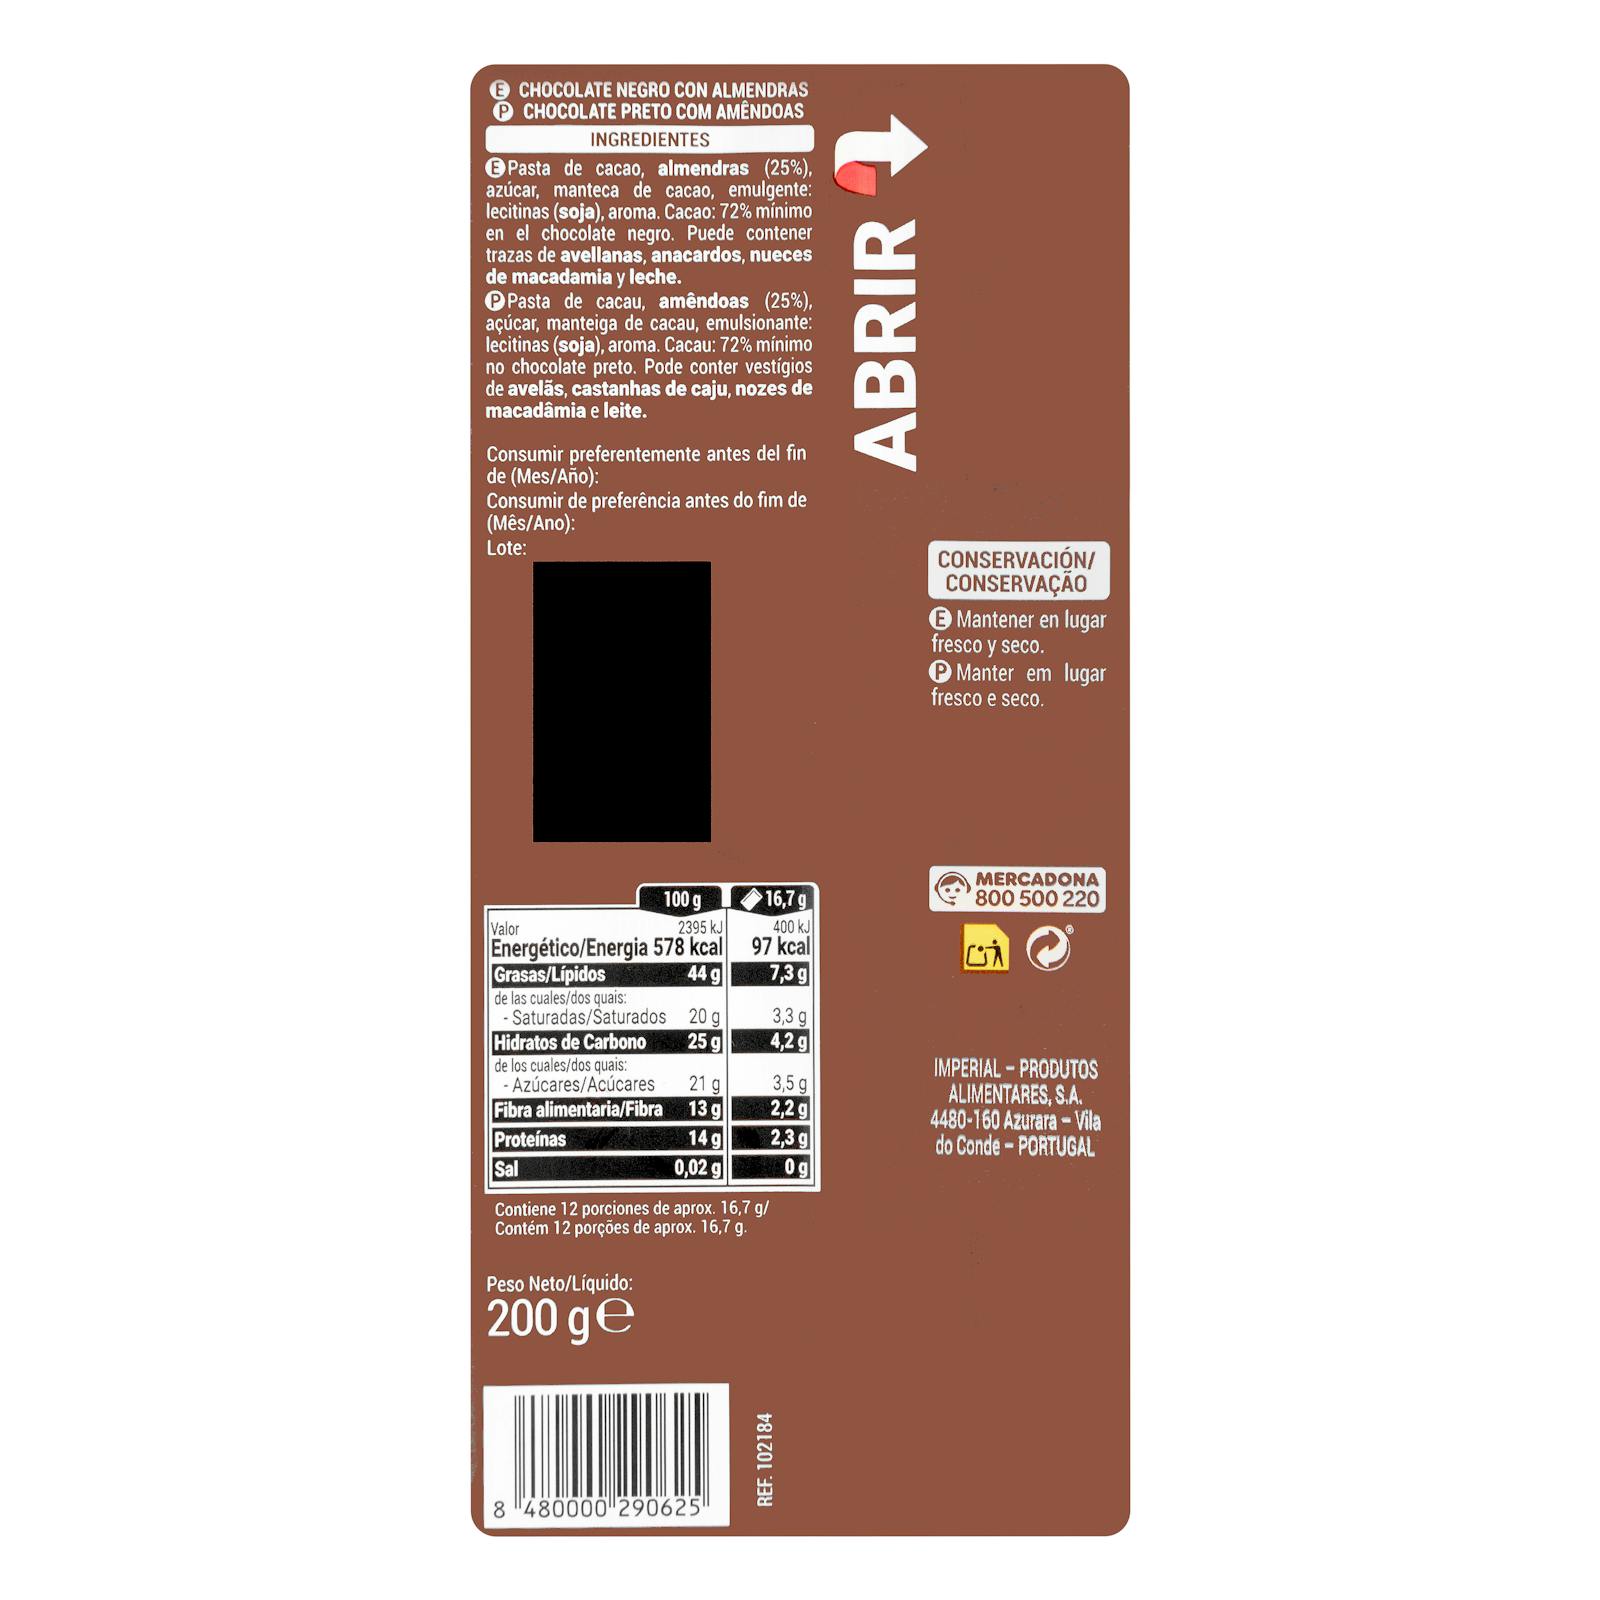 E CHOCOLATE NEGRO CON ALMENDRAS
P CHOCOLATE PRETO COM AMÊNDOAS
INGREDIENTES
E Pasta de cacao, almendras (25%),
azúcar, manteca de cacao, emulgente:
lecitinas (soja), aroma. Cacao: 72% mínimo
en el chocolate negro. Puede contener
trazas de avellanas, anacardos, nueces
de macadamia y leche.
P Pasta de cacau, amêndoas (25%),
açúcar, manteiga de cacau, emulsionante:
lecitinas (soja), aroma. Cacau: 72% mínimo
no chocolate preto. Pode conter vestígios
de avelãs, castanhas de caju, nozes de
macadâmia e leite.
Consumir preferentemente antes del fin
de (Mes/Año):
Consumir de preferência antes do fim de
(Mês/Ano):
Lote:
100 g 16,7 g
Valor 2395 kJ 400 kJ
Energético/Energia 578 kcal 97 kcal
Grasas/Lípidos 44 g 7,3 g
de las cuales/dos quais:
- Saturadas/Saturados 20 g 3,3 g
Hidratos de Carbono 25 g 4,2 g
de los cuales/dos quais:
- Azúcares/Acúcares 21 g 3,5 g
Fibra alimentaria/Fibra 13 g 2,2 g
Proteínas 14 g 2,3 g
Sal 0,02 g 0 g
Contiene 12 porciones de aprox. 16,7 g/
Contém 12 porções de aprox. 16,7 g.
Peso Neto/Líquido:
200 g e
8 480000 290625
REF. 102184
ABRIR
CONSERVACIÓN/
CONSERVAÇÃO
E Mantener en lugar
fresco y seco.
P Manter em lugar
fresco e seco.
MERCADONA
800 500 220
IMPERIAL – PRODUTOS
ALIMENTARES, S.A.
4480-160 Azurara – Vila
do Conde – PORTUGAL